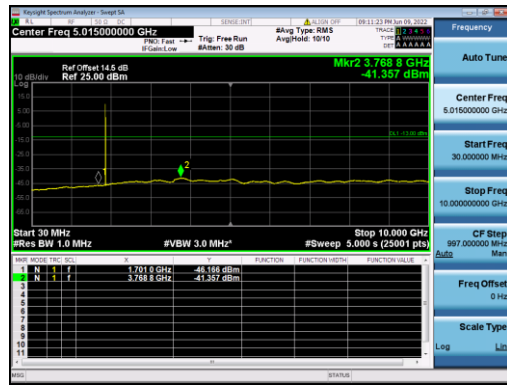 Keysight Spectrum Analyzer - Swept SA
RL RF 50 Ω DC SENSE:INT ALIGN OFF 09:11:23 PM Jun 09, 2022
Center Freq 5.015000000 GHz
PNO: Fast Trig: Free Run #Avg Type: RMS TRACE 1 2 3 4 5 6
IFGain:Low #Atten: 30 dB Avg|Hold: 10/10 TYPE
DET A A A A A A
Frequency
Auto Tune
Mkr2 3.768 8 GHz
-41.357 dBm
Ref Offset 14.5 dB
10 dB/div Ref 25.00 dBm
Log
15.0
5.00
-5.00
-15.0
-25.0
-35.0
-45.0
-55.0
-65.0
DL1 -13.00 dBm
1
2
Center Freq
5.015000000 GHz
Start Freq
30.000000 MHz
Stop Freq
10.000000000 GHz
Start 30 MHz Stop 10.000 GHz
#Res BW 1.0 MHz #VBW 3.0 MHz* #Sweep 5.000 s (25001 pts)
CF Step
997.000000 MHz
Auto Man
MKR MODE TRC SCL X Y FUNCTION FUNCTION WIDTH FUNCTION VALUE
1 N 1 f 1.701 0 GHz -46.166 dBm
2 N 1 f 3.768 8 GHz -41.357 dBm
3
4
5
6
7
8
9
10
11
Freq Offset
0 Hz
Scale Type
Log Lin
MSG STATUS